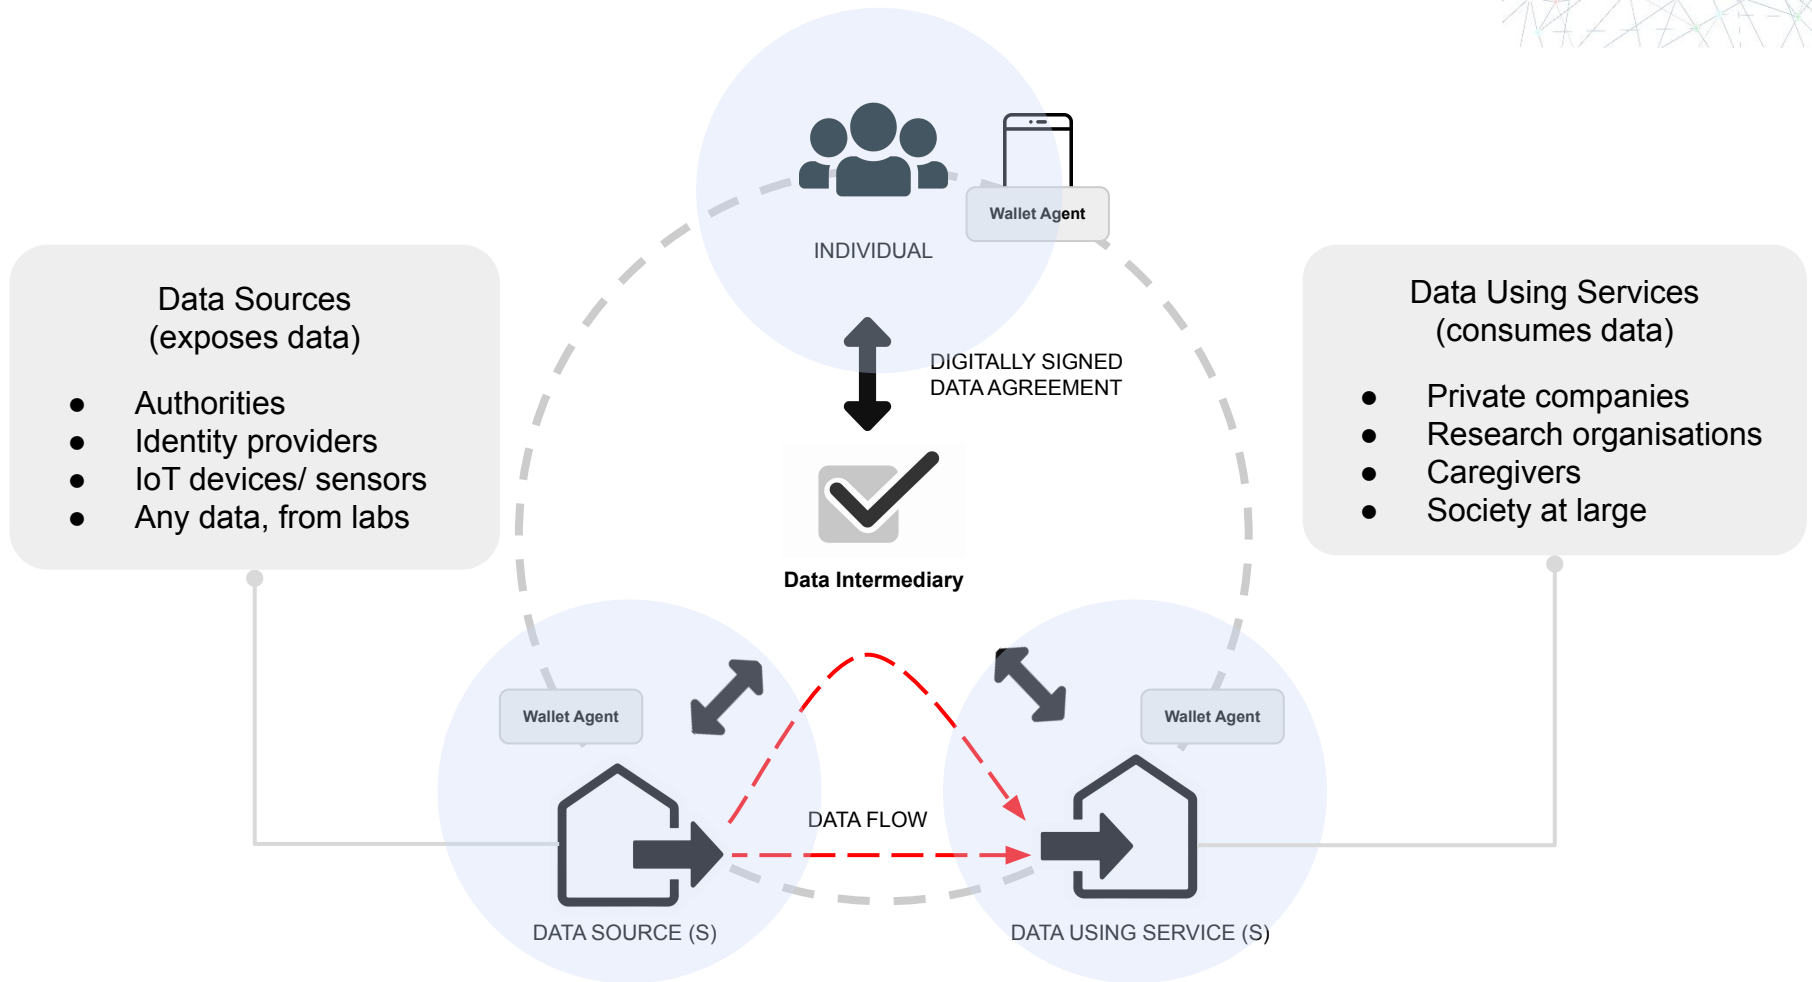 Wallet Agent
INDIVIDUAL
Data Sources
(exposes data)
● Authorities
● Identity providers
● IoT devices/ sensors
● Any data, from labs
Data Using Services
(consumes data)
● Private companies
● Research organisations
● Caregivers
● Society at large
DIGITALLY SIGNED
DATA AGREEMENT
Data Intermediary
Wallet Agent
Wallet Agent
DATA FLOW
DATA SOURCE (S)
DATA USING SERVICE (S)